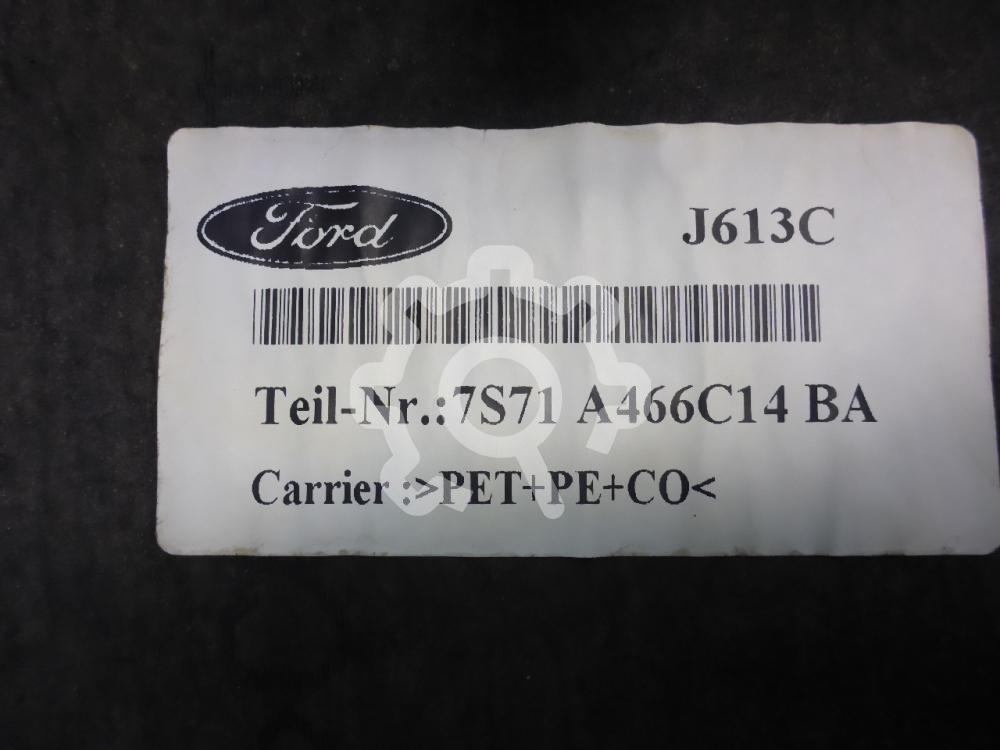 Ford
J613C
Teil-Nr.:7S71 A466C14 BA
Carrier :>PET+PE+CO<